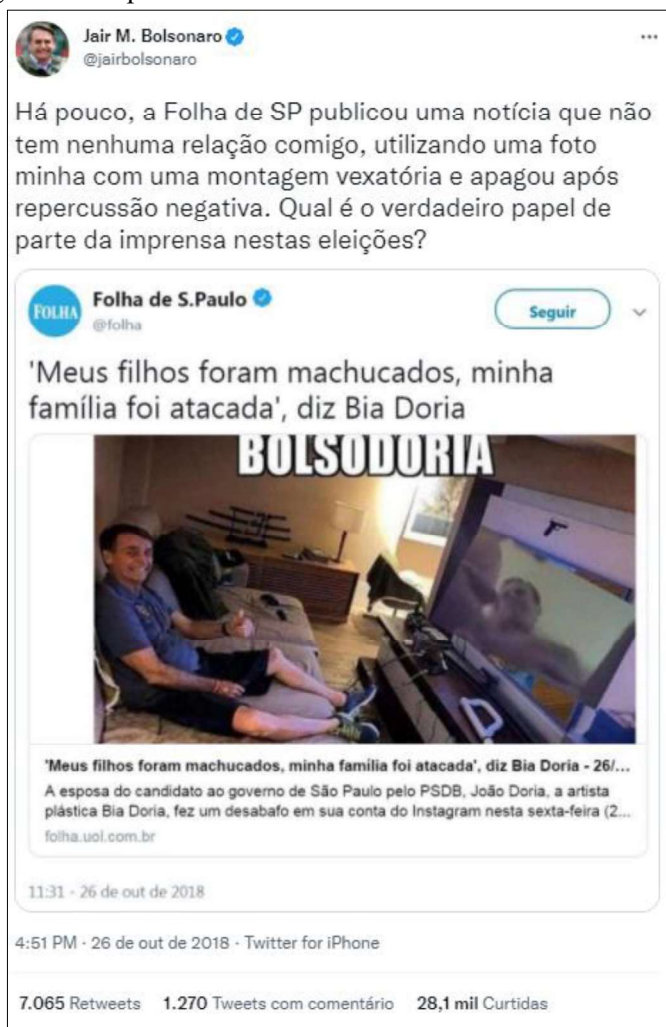 Jair M. Bolsonaro
@jairbolsonaro
Há pouco, a Folha de SP publicou uma notícia que não
tem nenhuma relação comigo, utilizando uma foto
minha com uma montagem vexatória e apagou após
repercussão negativa. Qual é o verdadeiro papel de
parte da imprensa nestas eleições?
FOLHA
Folha de S.Paulo
@folha
Seguir
'Meus filhos foram machucados, minha
família foi atacada', diz Bia Doria
BOLSODORIA
'Meus filhos foram machucados, minha família foi atacada', diz Bia Doria - 26/...
A esposa do candidato ao governo de São Paulo pelo PSDB, João Doria, a artista
plástica Bia Doria, fez um desabafo em sua conta do Instagram nesta sexta-feira (2...
folha.uol.com.br
11:31 - 26 de out de 2018
4:51 PM · 26 de out de 2018 · Twitter for iPhone
7.065 Retweets 1.270 Tweets com comentário 28,1 mil Curtidas